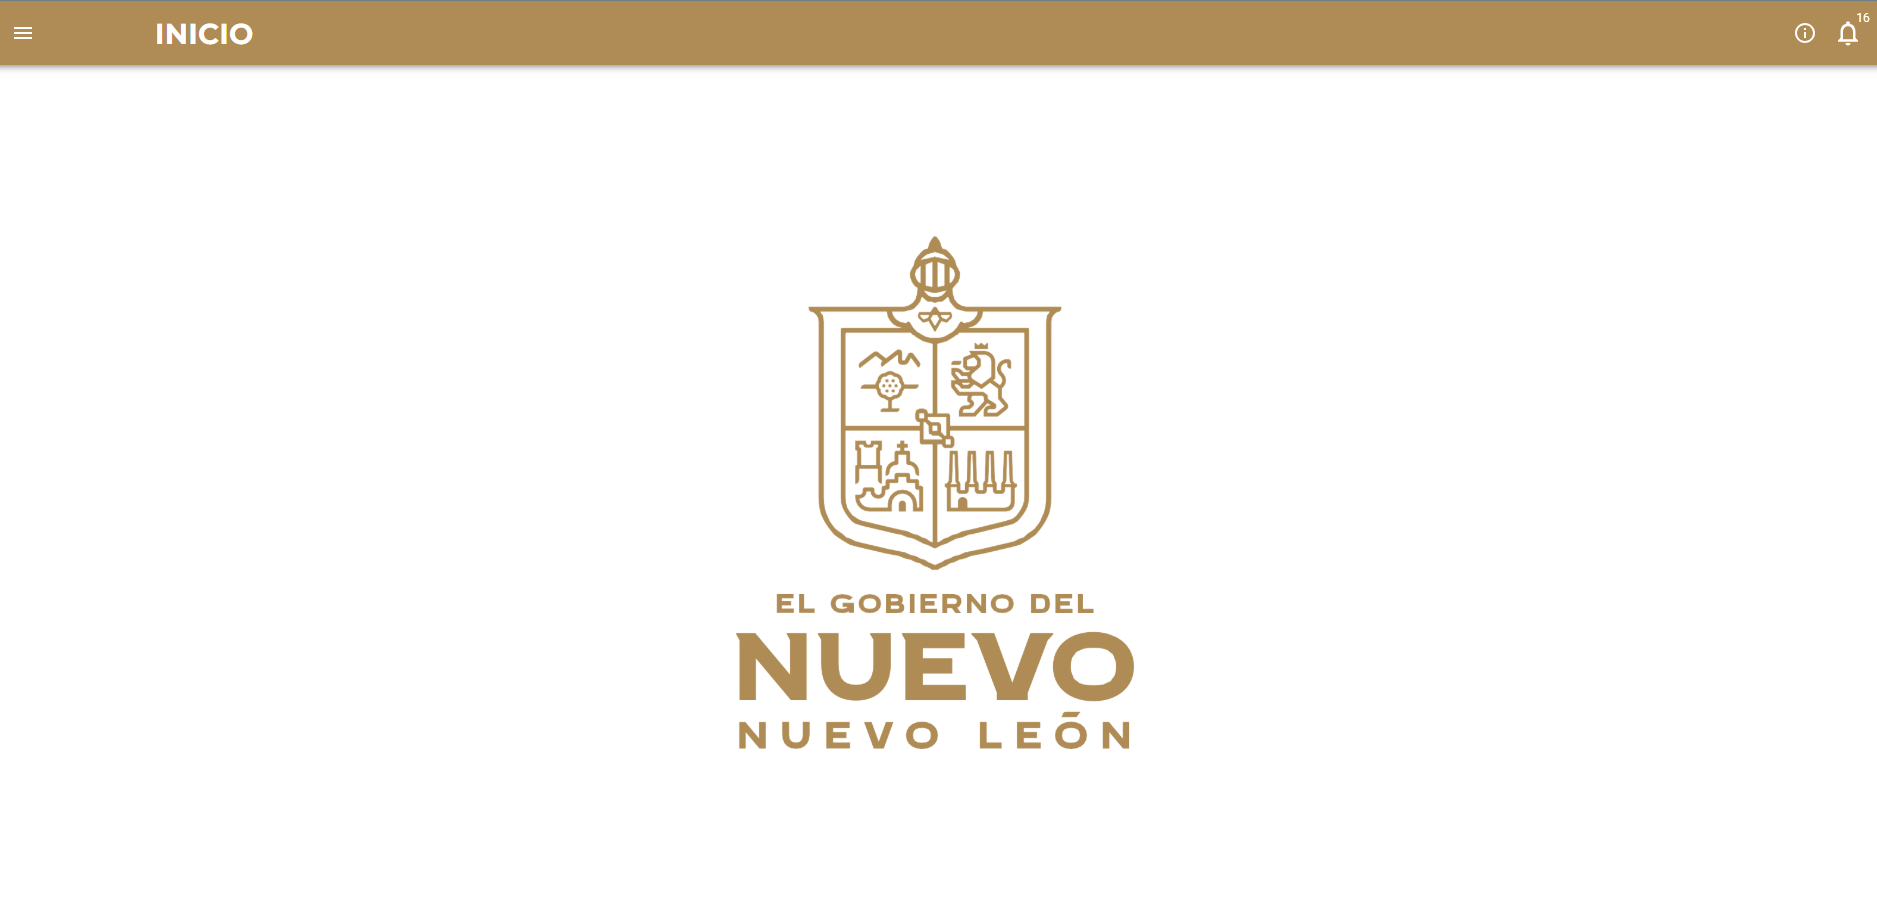 INICIO
16
EL GOBIERNO DEL
NUEVO
NUEVO LEÓN